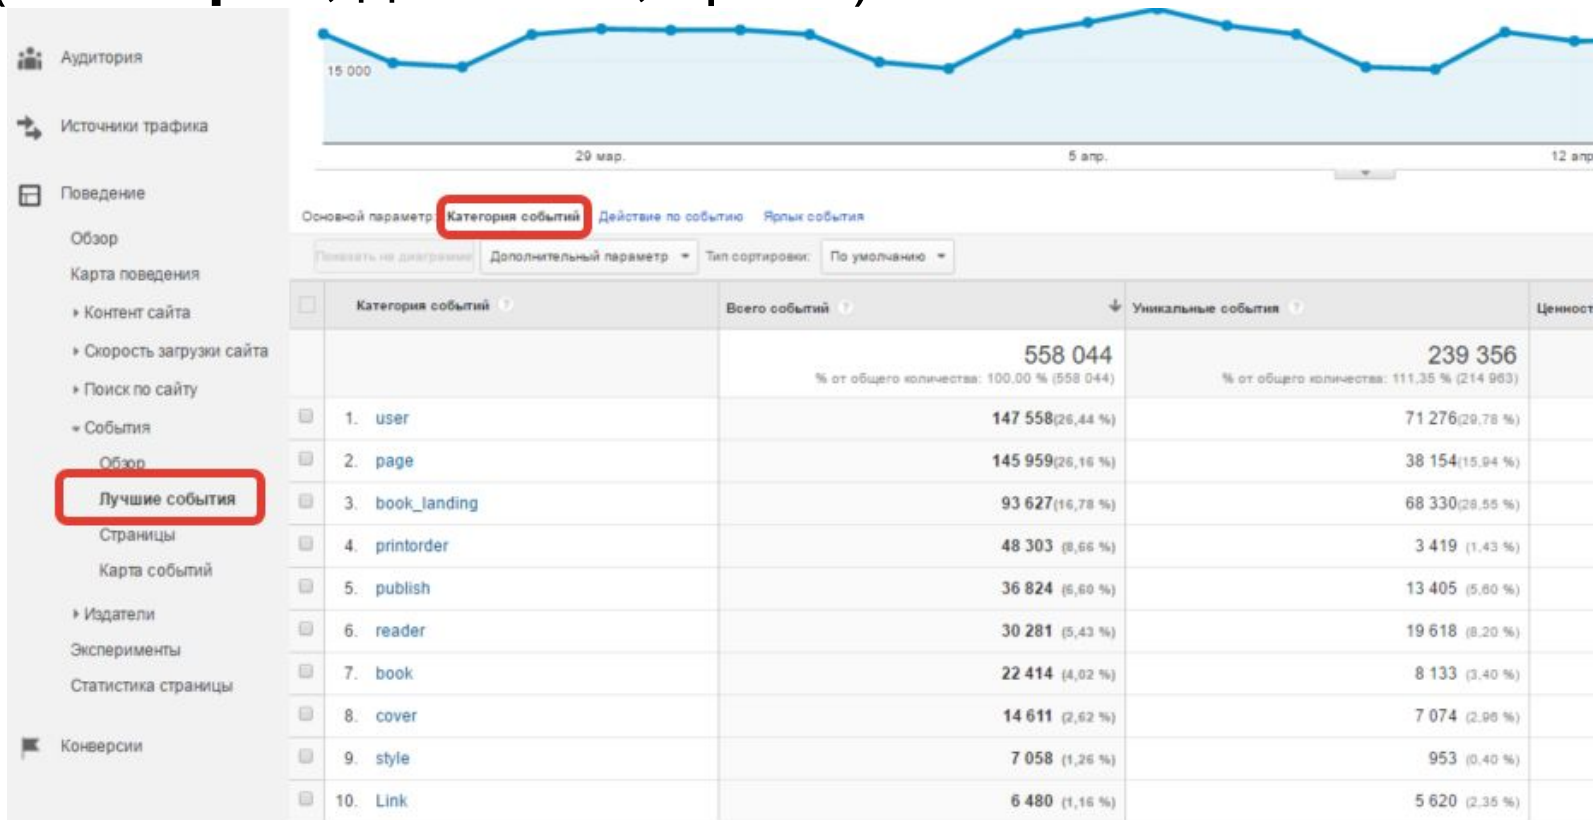 Аудитория
Источники трафика
Поведение
Обзор
Карта поведения
Контент сайта
Скорость загрузки сайта
Поиск по сайту
События
Обзор
Лучшие события
Страницы
Карта событий
Издатели
Эксперименты
Статистика страницы
Конверсии
15 000
29 мар. 5 апр. 12 апр
Основной параметр: Категория событий Действие по событию Ярлык события
Показать на диаграмме Дополнительный параметр Тип сортировки: По умолчанию
Категория событий ? Всего событий ? Уникальные события ? Ценност
558 044 239 356
% от общего количества: 100,00 % (558 044) % от общего количества: 111,35 % (214 963)
1. user 147 558(26,44 %) 71 276(29,78 %)
2. page 145 959(26,16 %) 38 154(15,94 %)
3. book_landing 93 627(16,78 %) 68 330(28,55 %)
4. printorder 48 303 (8,66 %) 3 419 (1,43 %)
5. publish 36 824 (6,60 %) 13 405 (5,60 %)
6. reader 30 281 (5,43 %) 19 618 (8,20 %)
7. book 22 414 (4,02 %) 8 133 (3,40 %)
8. cover 14 611 (2,62 %) 7 074 (2,96 %)
9. style 7 058 (1,26 %) 953 (0,40 %)
10. Link 6 480 (1,16 %) 5 620 (2,35 %)